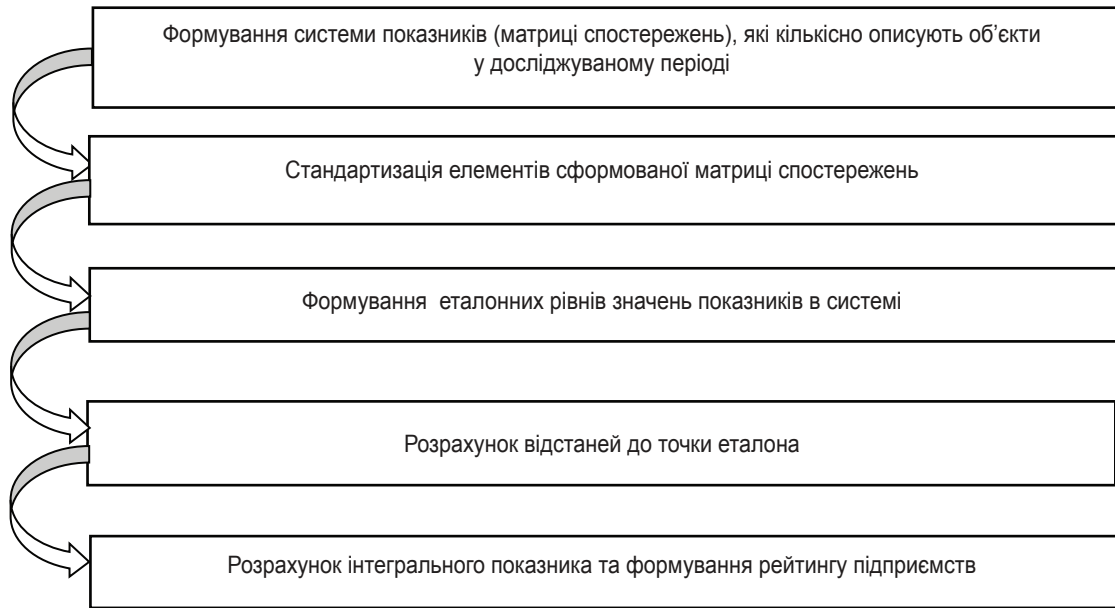 Формування системи показників (матриці спостережень), які кількісно описують об’єкти
у досліджуваному періоді
Стандартизація елементів сформованої матриці спостережень
Формування еталонних рівнів значень показників в системі
Розрахунок відстаней до точки еталона
Розрахунок інтегрального показника та формування рейтингу підприємств